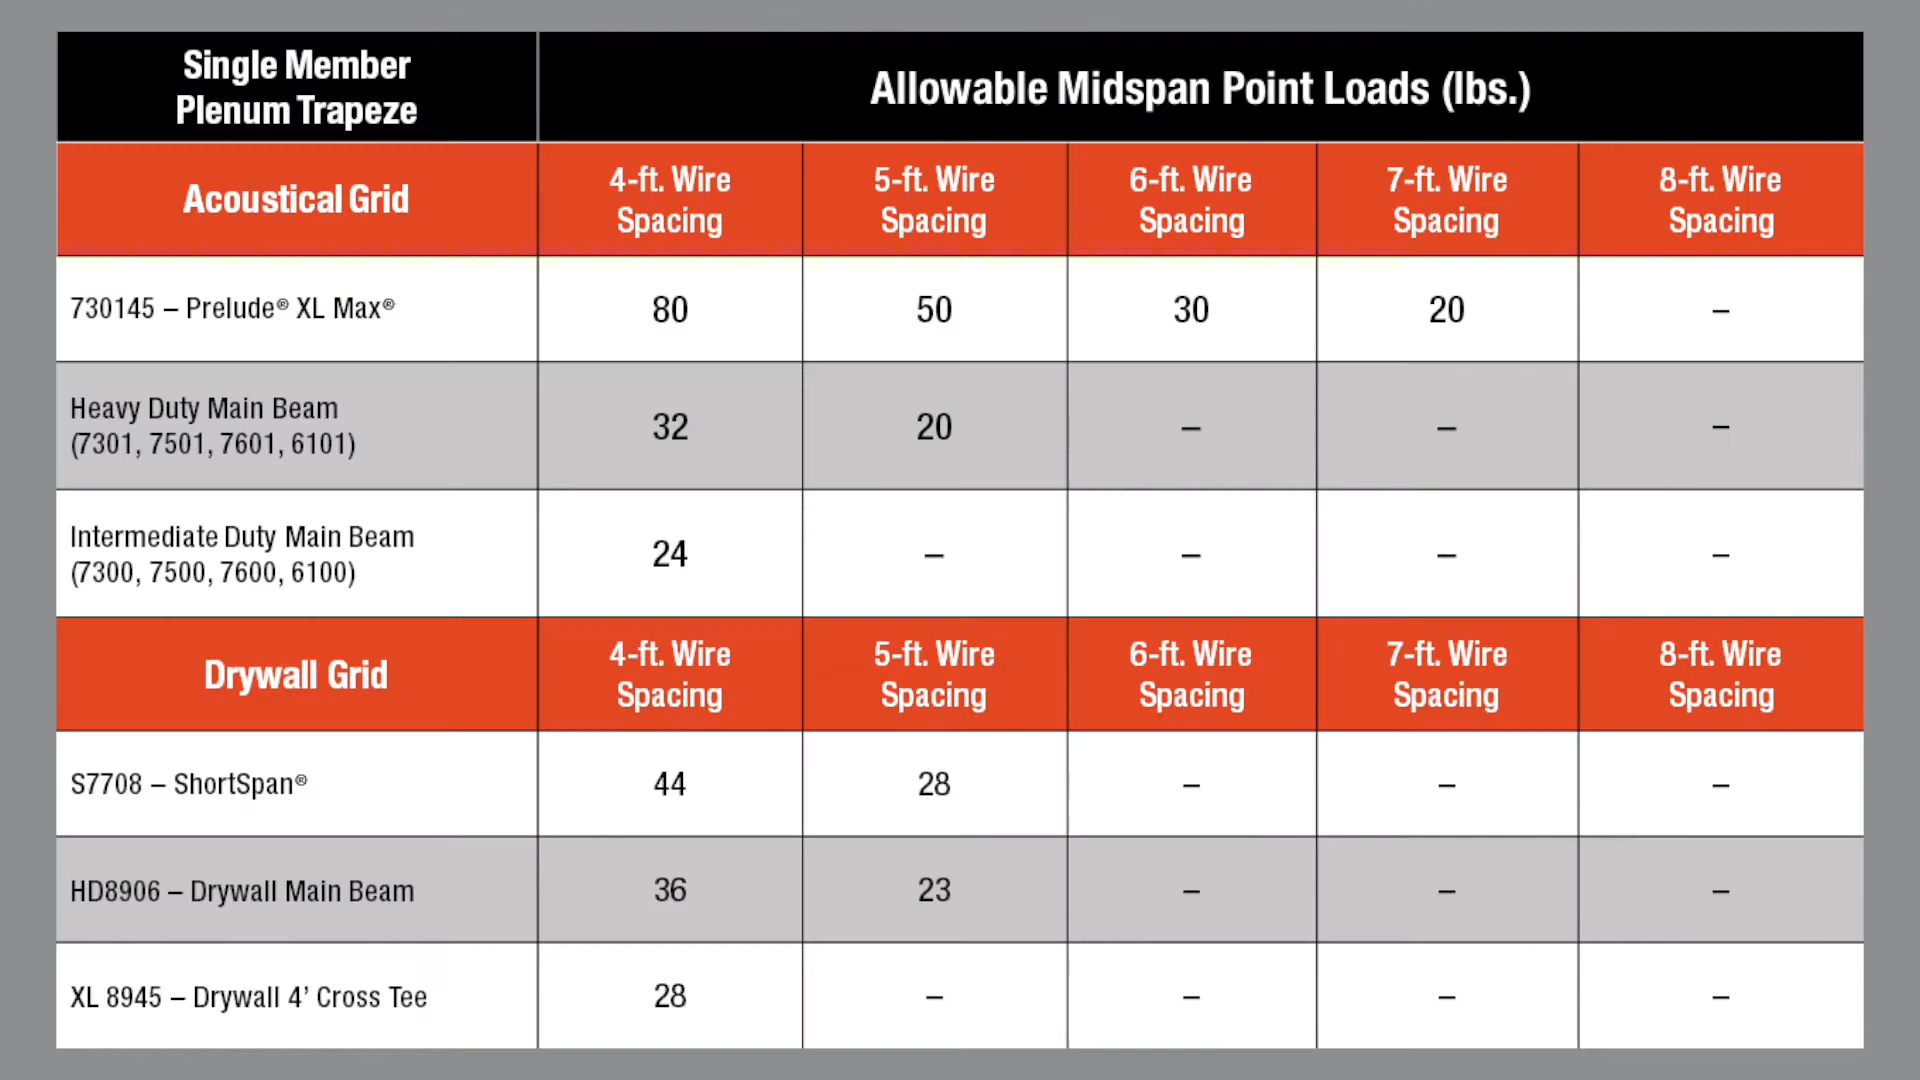 Single Member
Plenum Trapeze
Allowable Midspan Point Loads (lbs.)
Acoustical Grid
4-ft. Wire
Spacing
5-ft. Wire
Spacing
6-ft. Wire
Spacing
7-ft. Wire
Spacing
8-ft. Wire
Spacing
730145 – Prelude® XL Max®
80
50
30
20
–
Heavy Duty Main Beam
(7301, 7501, 7601, 6101)
32
20
–
–
–
Intermediate Duty Main Beam
(7300, 7500, 7600, 6100)
24
–
–
–
–
Drywall Grid
4-ft. Wire
Spacing
5-ft. Wire
Spacing
6-ft. Wire
Spacing
7-ft. Wire
Spacing
8-ft. Wire
Spacing
S7708 – ShortSpan®
44
28
–
–
–
HD8906 – Drywall Main Beam
36
23
–
–
–
XL 8945 – Drywall 4’ Cross Tee
28
–
–
–
–